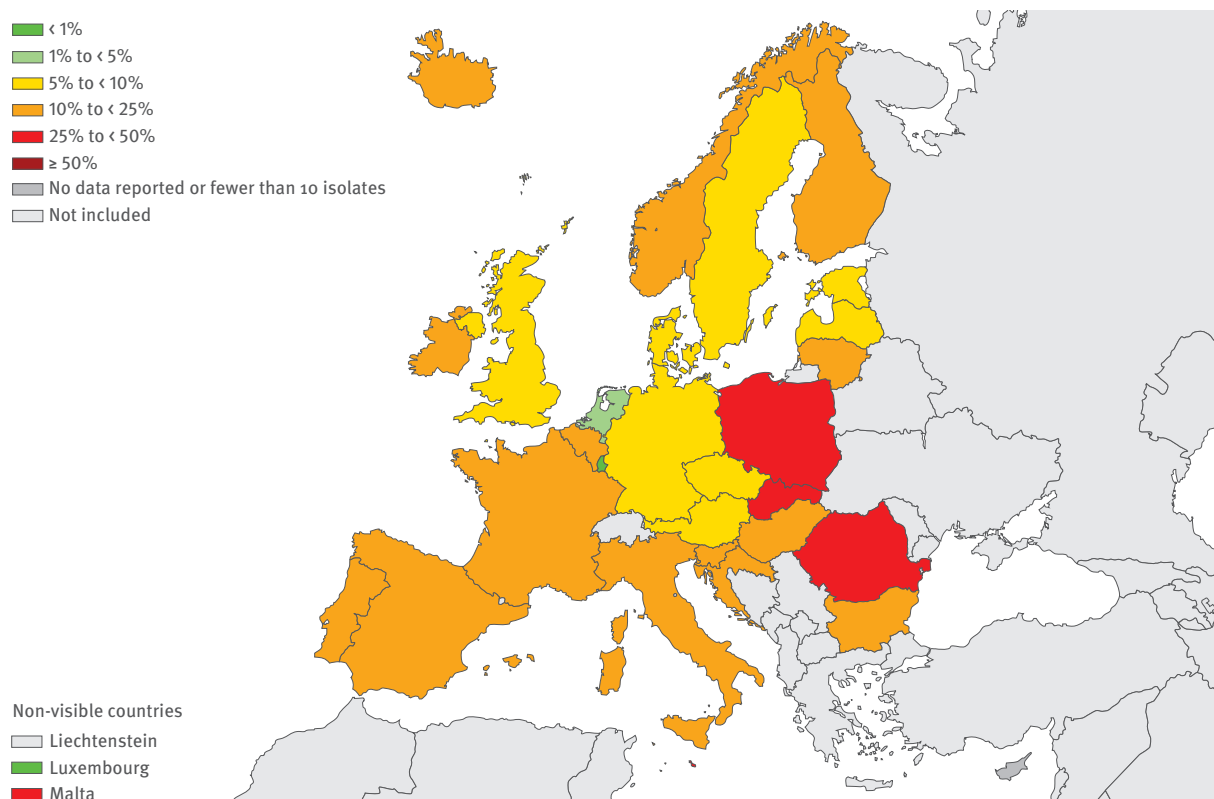 < 1%
1% to < 5%
5% to < 10%
10% to < 25%
25% to < 50%
≥ 50%
No data reported or fewer than 10 isolates
Not included
Non-visible countries
Liechtenstein
Luxembourg
Malta